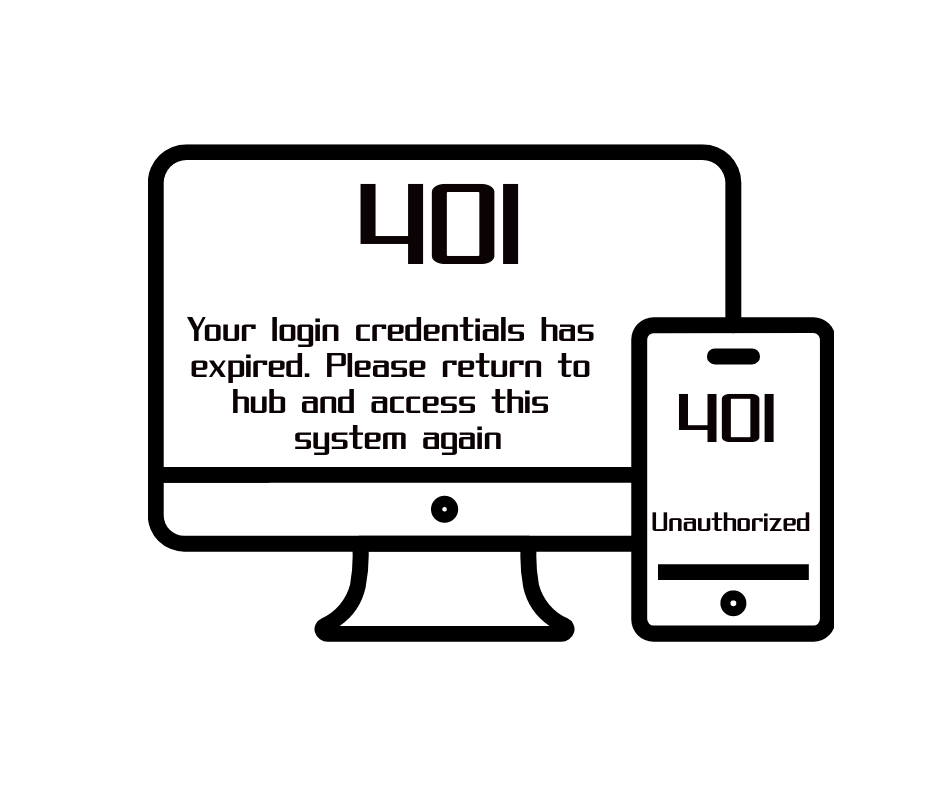 401
Your login credentials has
expired. Please return to
hub and access this
system again
401
Unauthorized